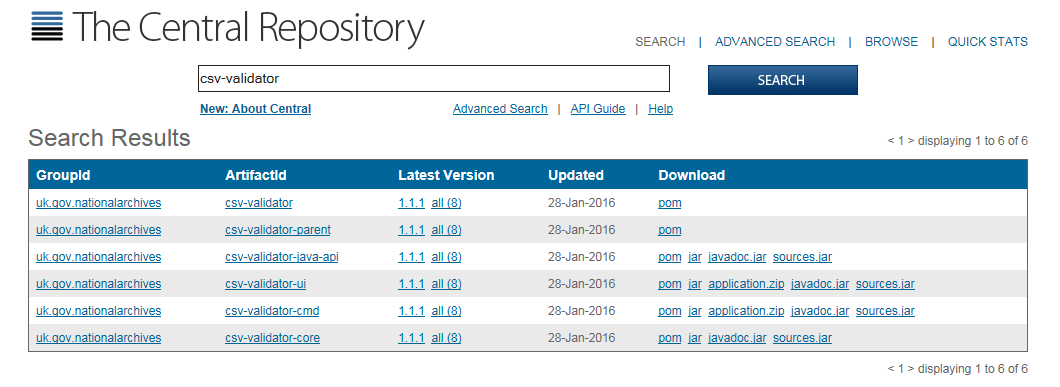 The Central Repository
SEARCH | ADVANCED SEARCH | BROWSE | QUICK STATS
csv-validator SEARCH
New: About Central Advanced Search | API Guide | Help
Search Results < 1 > displaying 1 to 6 of 6
GroupId ArtifactId Latest Version Updated Download
uk.gov.nationalarchives csv-validator 1.1.1 all (8) 28-Jan-2016 pom
uk.gov.nationalarchives csv-validator-parent 1.1.1 all (8) 28-Jan-2016 pom
uk.gov.nationalarchives csv-validator-java-api 1.1.1 all (8) 28-Jan-2016 pom jar javadoc.jar sources.jar
uk.gov.nationalarchives csv-validator-ui 1.1.1 all (8) 28-Jan-2016 pom jar application.zip javadoc.jar sources.jar
uk.gov.nationalarchives csv-validator-cmd 1.1.1 all (8) 28-Jan-2016 pom jar application.zip javadoc.jar sources.jar
uk.gov.nationalarchives csv-validator-core 1.1.1 all (8) 28-Jan-2016 pom jar javadoc.jar sources.jar
< 1 > displaying 1 to 6 of 6